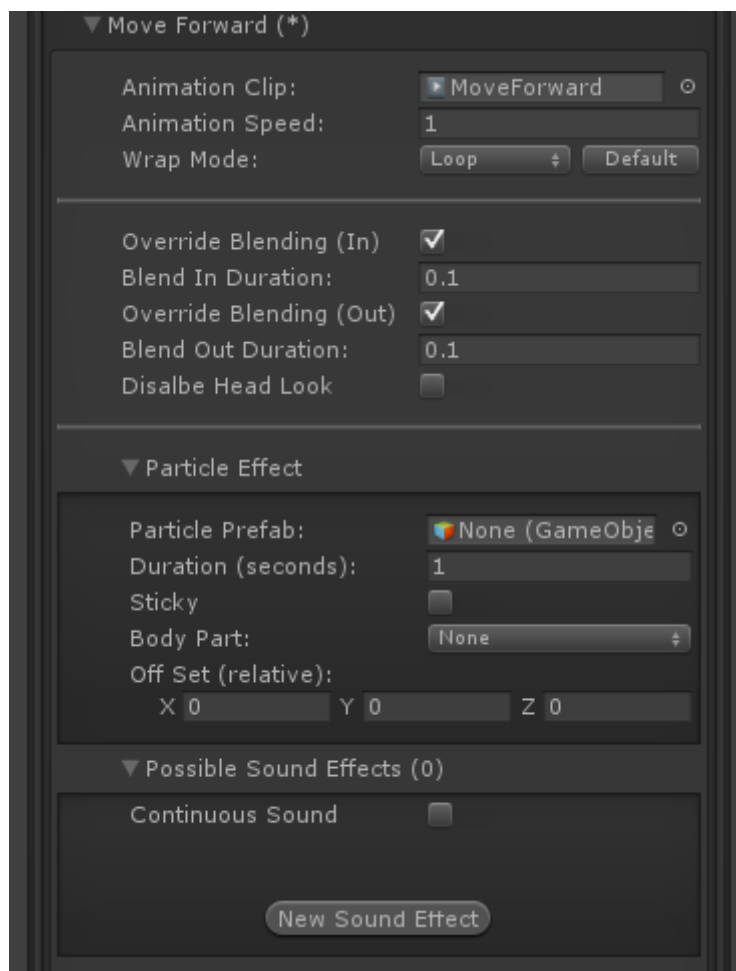 Move Forward (*)
Animation Clip: MoveForward
Animation Speed: 1
Wrap Mode: Loop Default
Override Blending (In)
Blend In Duration: 0.1
Override Blending (Out)
Blend Out Duration: 0.1
Disalbe Head Look
Particle Effect
Particle Prefab: None (GameObje
Duration (seconds): 1
Sticky
Body Part: None
Off Set (relative):
X 0 Y 0 Z 0
Possible Sound Effects (0)
Continuous Sound
New Sound Effect